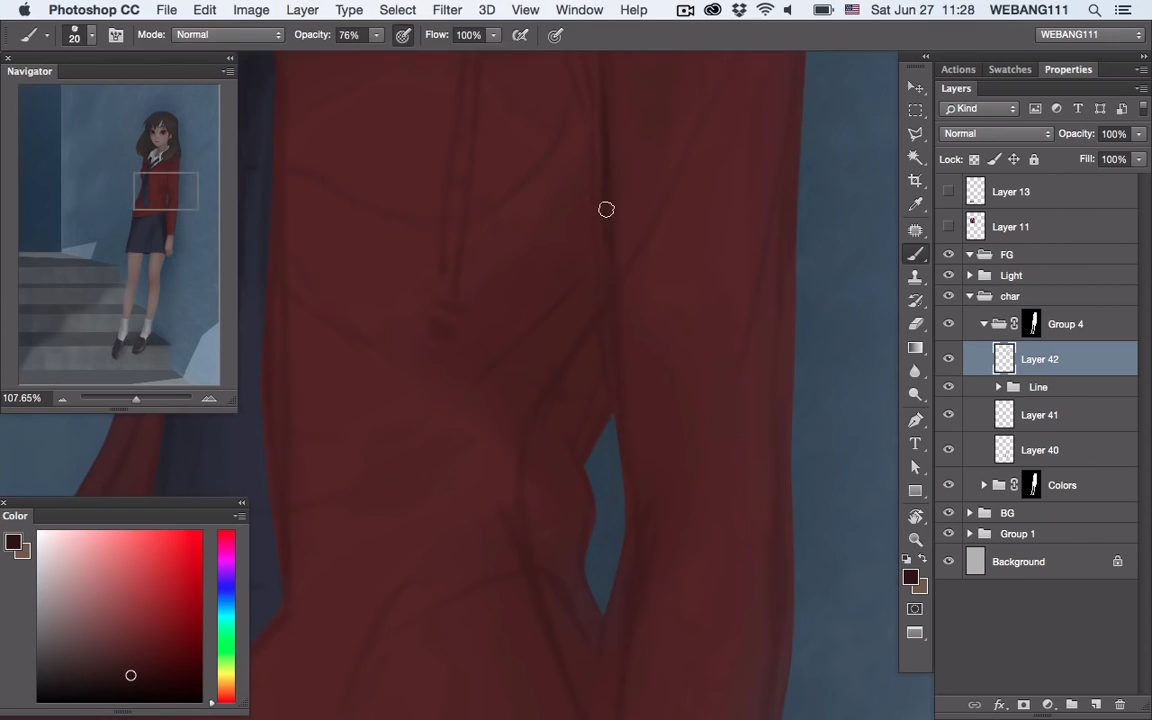 Photoshop CC File Edit Image Layer Type Select Filter 3D View Window Help Sat Jun 27 11:28 WEBANG111
20 Mode: Normal Opacity: 76% Flow: 100% WEBANG111
Navigator
107.65%
Color
Actions Swatches Properties
Layers
Kind T
Normal Opacity: 100%
Lock: Fill: 100%
Layer 13
Layer 11
FG
Light
char
Group 4
Layer 42
Line
Layer 41
Layer 40
Colors
BG
Group 1
Background
fx